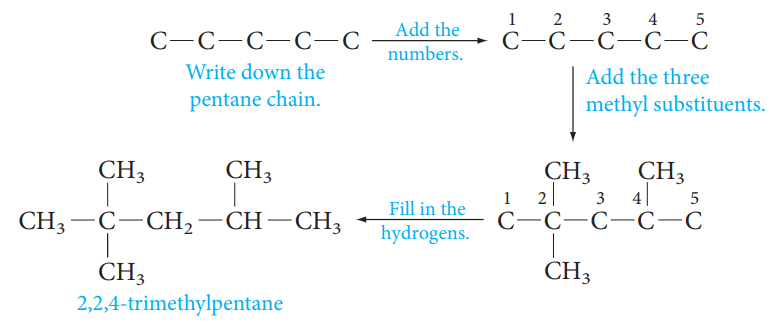 C—C—C—C—C
Write down the
pentane chain.
Add the
numbers.
1 2 3 4 5
C—C—C—C—C
Add the three
methyl substituents.
CH₃ CH₃
1 2 3 4 5
C—C—C—C—C
CH₃
Fill in the
hydrogens.
CH₃ CH₃
CH₃—C—CH₂—CH—CH₃
CH₃
2,2,4-trimethylpentane